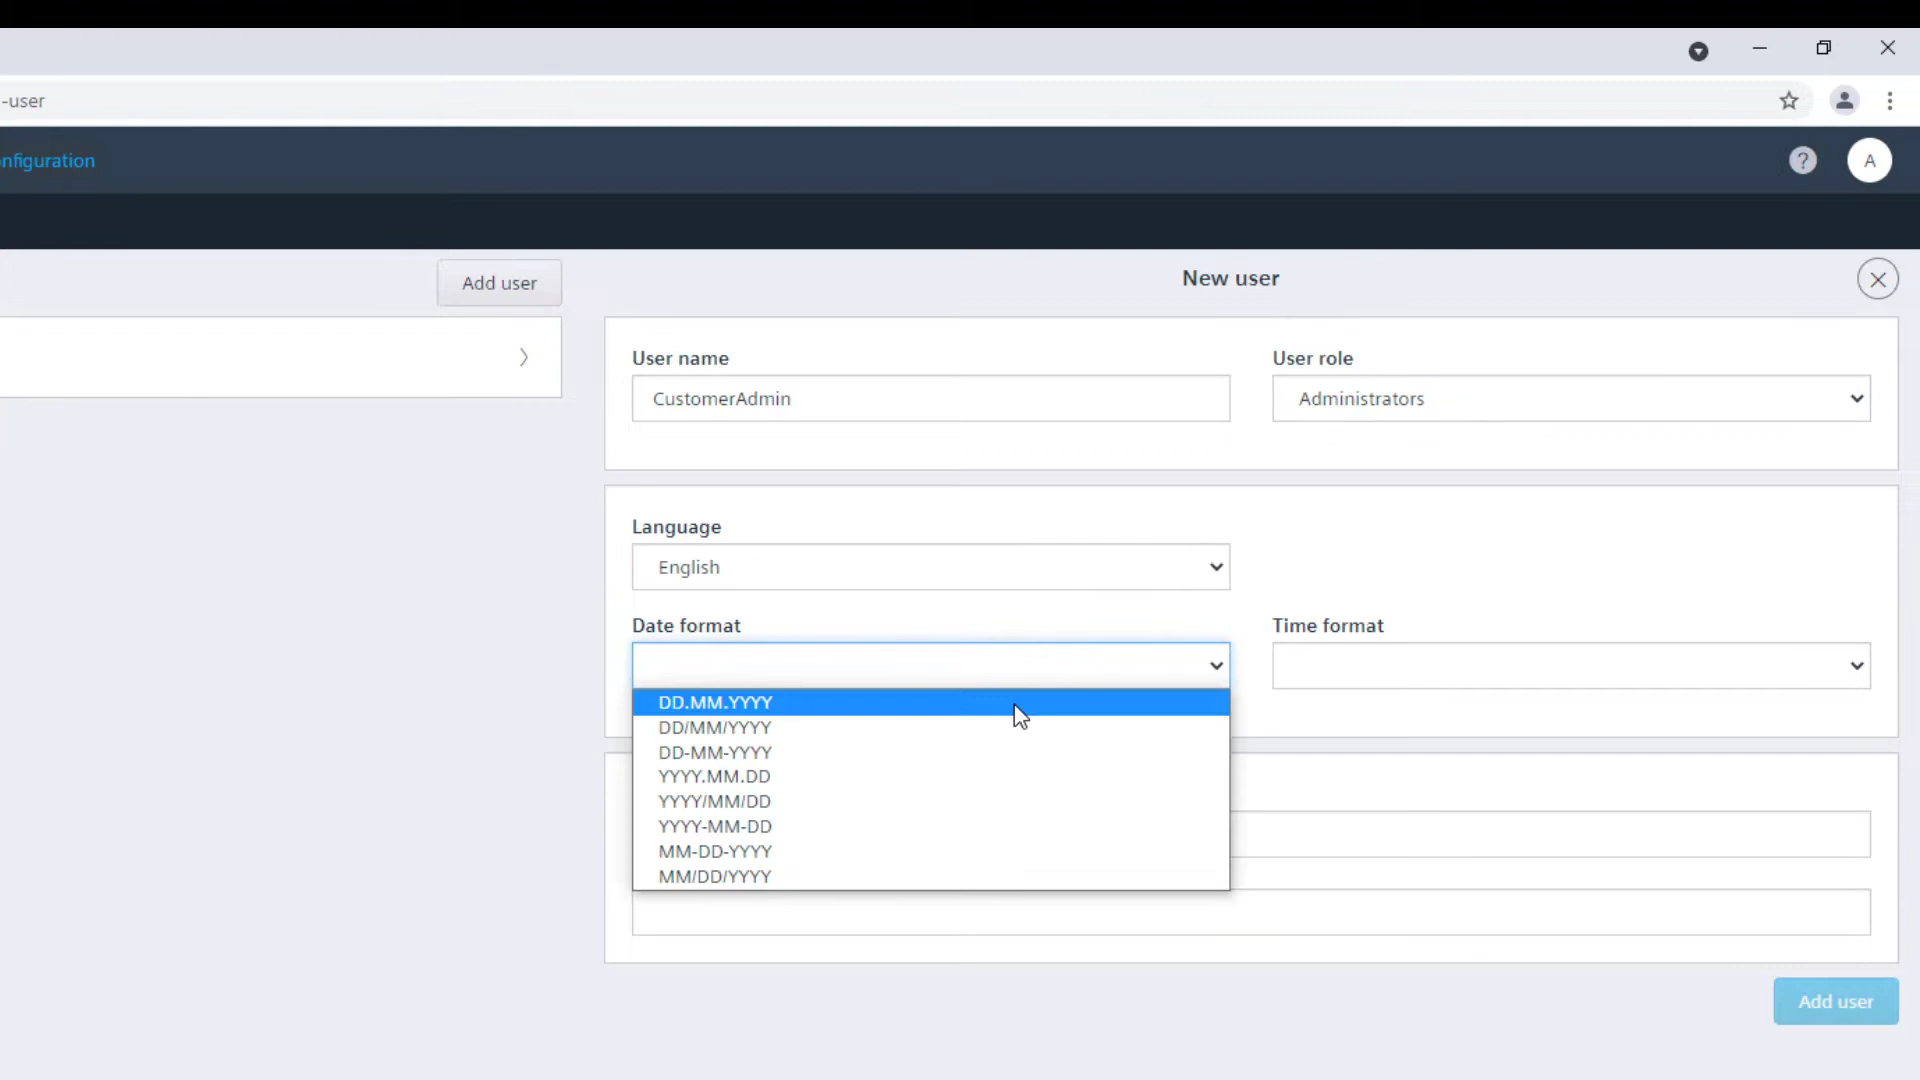 -user
nfiguration
?
A
Add user
New user
User name
User role
CustomerAdmin
Administrators
Language
English
Date format
Time format
DD.MM.YYYY
DD/MM/YYYY
DD-MM-YYYY
YYYY.MM.DD
YYYY/MM/DD
YYYY-MM-DD
MM-DD-YYYY
MM/DD/YYYY
Add user